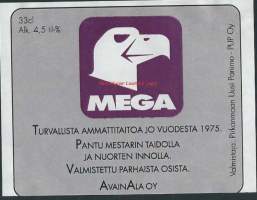 33cl
Alk. 4,5 til-%
MEGA
TURVALLISTA AMMATTITAITOA JO VUODESTA 1975.
PANTU MESTARIN TAIDOLLA
JA NUORTEN INNOLLA.
VALMISTETTU PARHAISTA OSISTA.
AVAINALA OY
Valmistaja: Pirkanmaan Uusi Panimo - PUP Oy